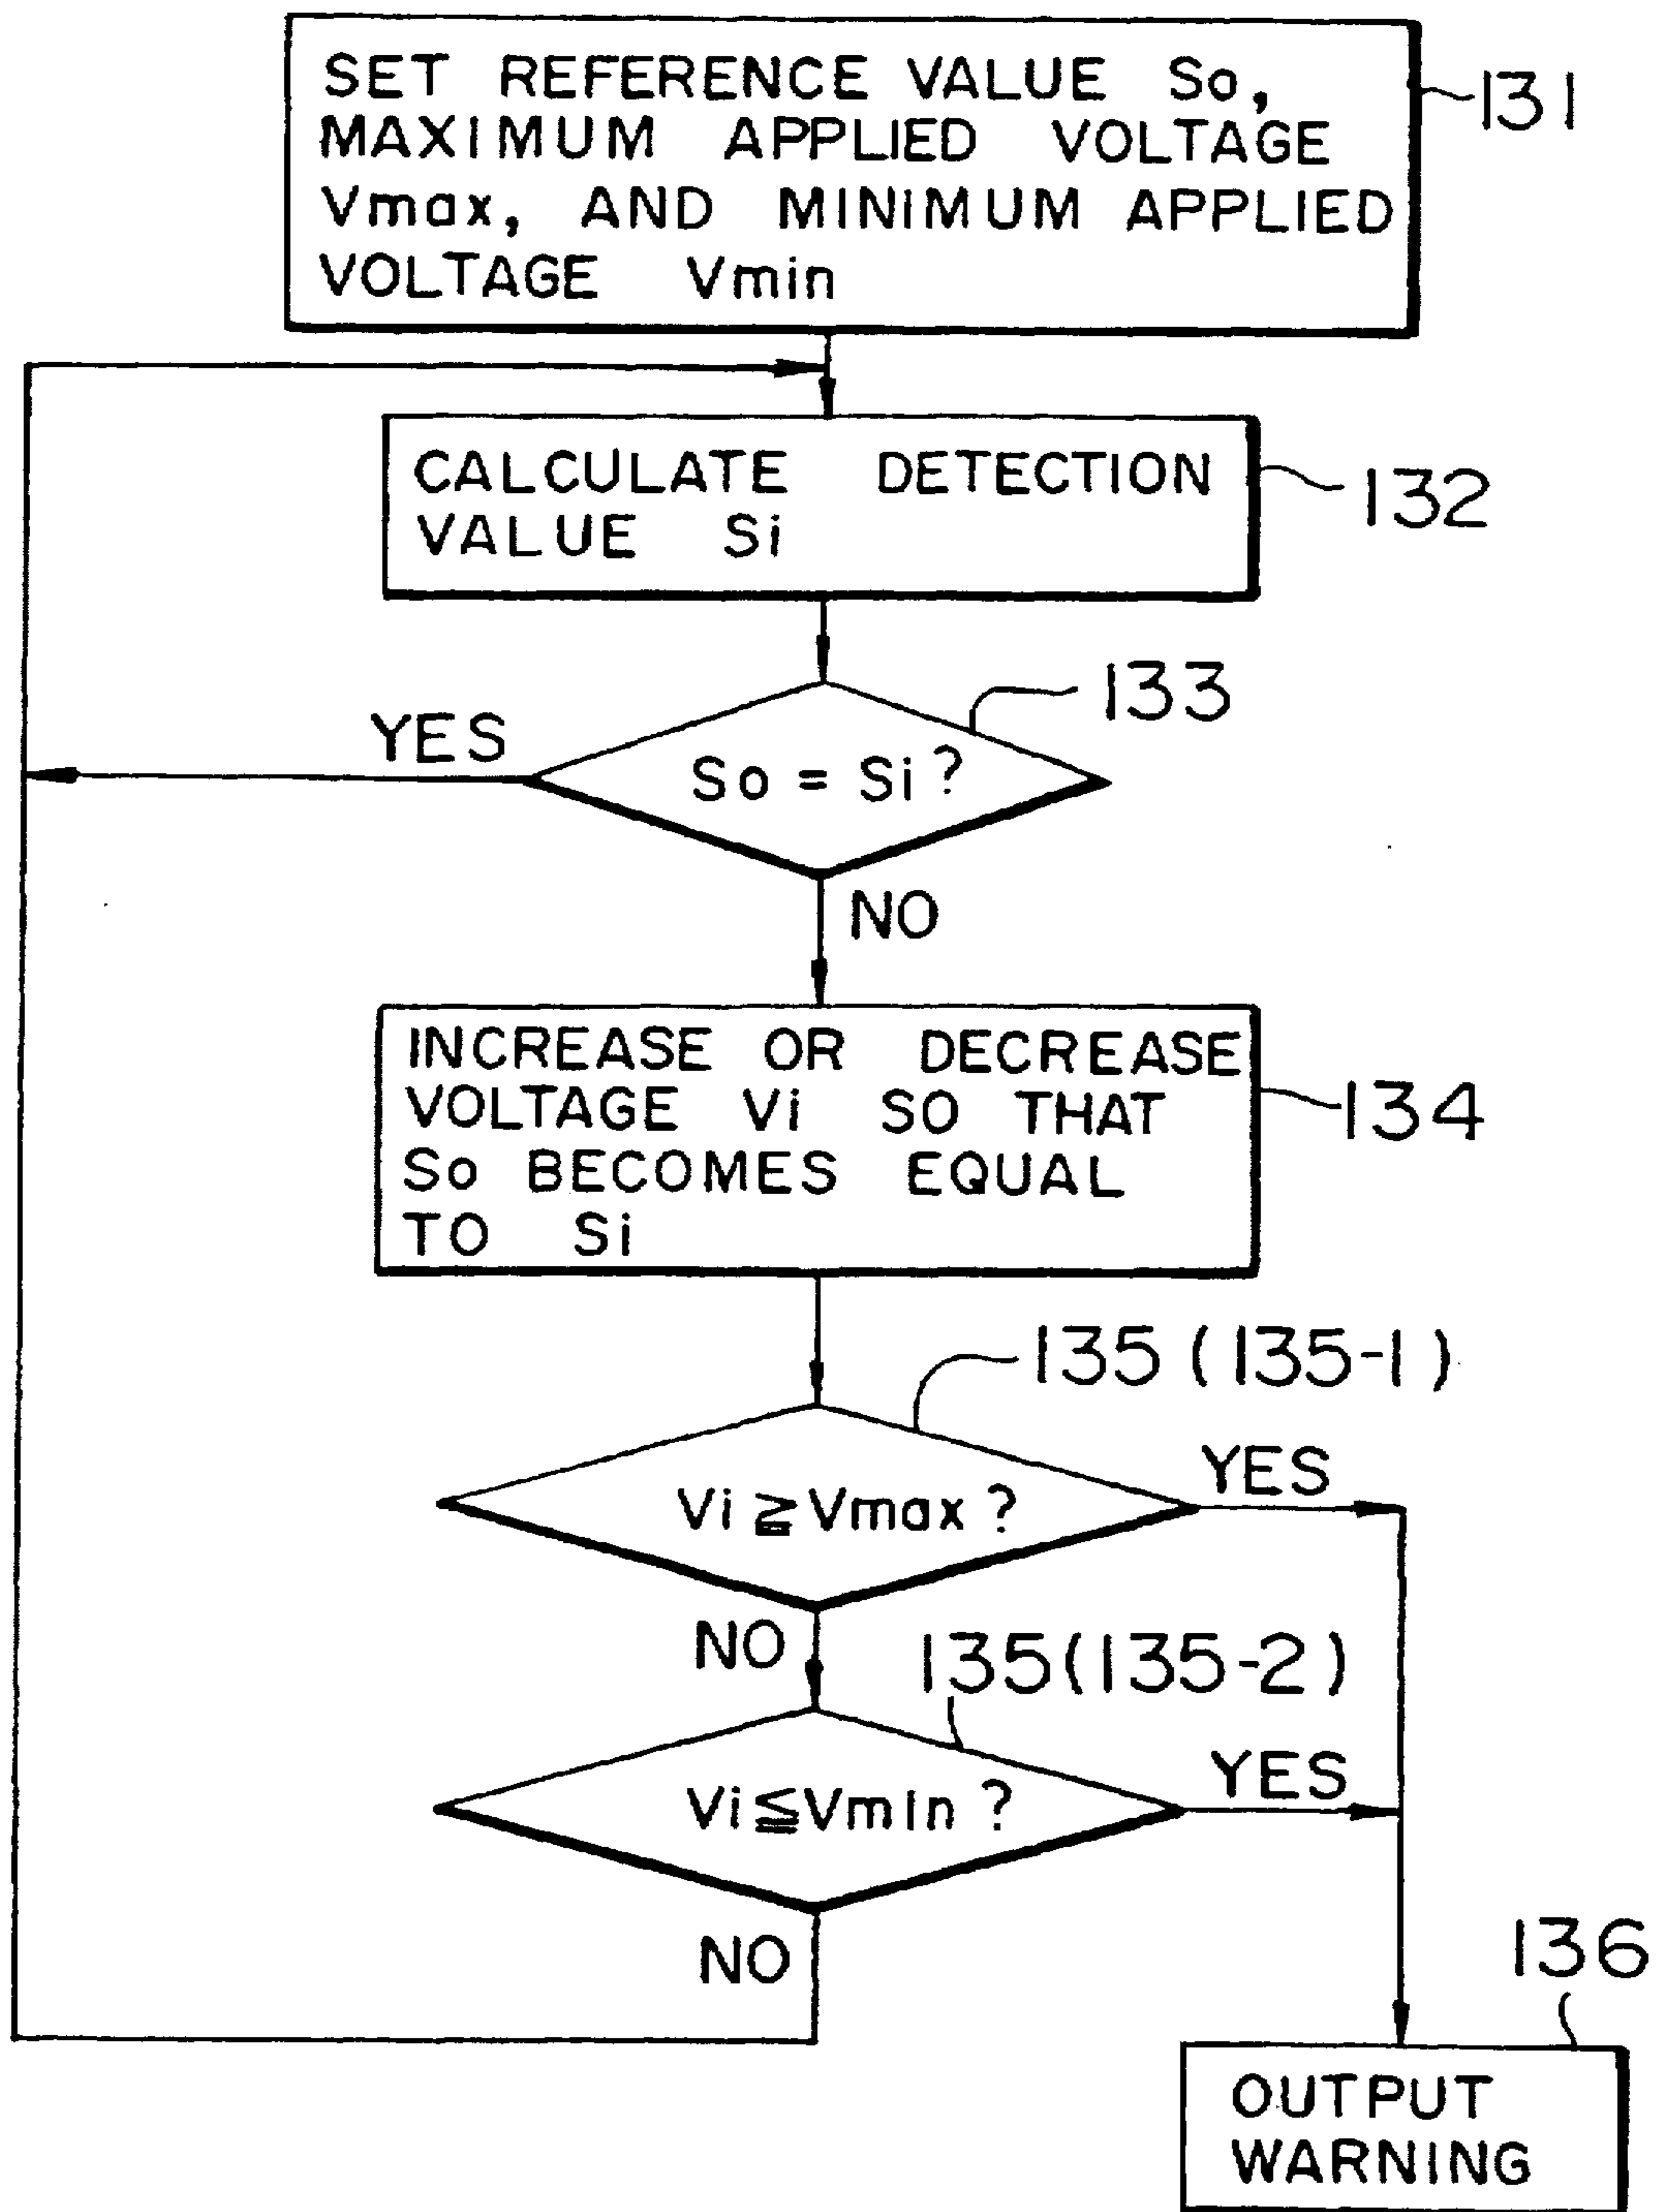 SET REFERENCE VALUE So,
MAXIMUM APPLIED VOLTAGE
Vmax, AND MINIMUM APPLIED
VOLTAGE Vmin
131
CALCULATE DETECTION
VALUE Si
132
133
YES
So = Si ?
NO
INCREASE OR DECREASE
VOLTAGE Vi SO THAT
So BECOMES EQUAL
TO Si
134
135 (135-1)
YES
Vi ≧ Vmax ?
NO
135(135-2)
YES
Vi ≦ Vmin ?
NO
136
OUTPUT
WARNING